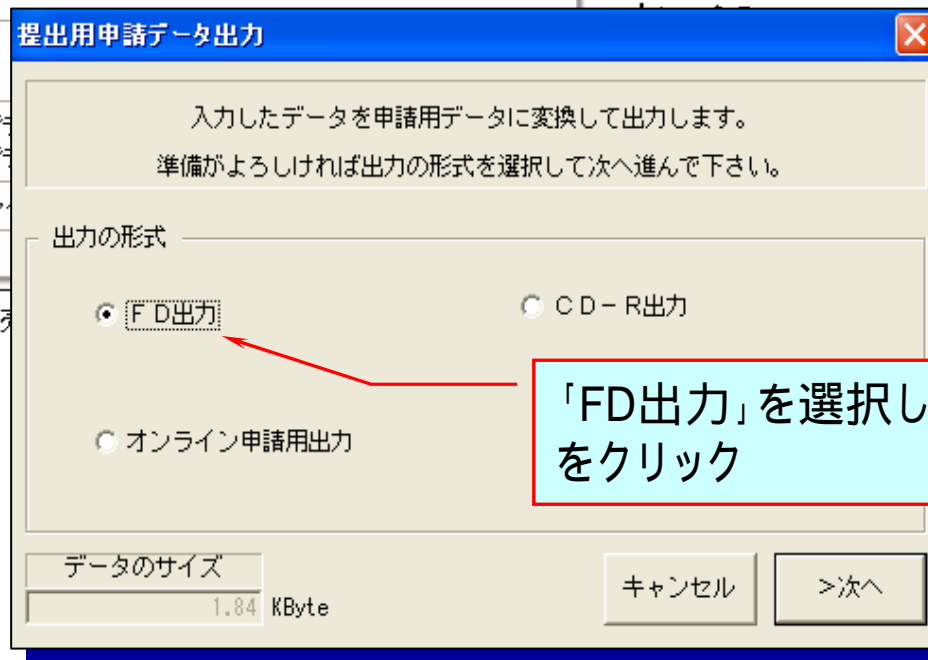 提出用申請データ出力
入力したデータを申請用データに変換して出力します。
準備がよろしければ出力の形式を選択して次へ進んで下さい。
出力の形式
ＦＤ出力
ＣＤ－Ｒ出力
「FD出力」を選択し
をクリック
オンライン申請用出力
データのサイズ
1.84 KByte
キャンセル
>次へ